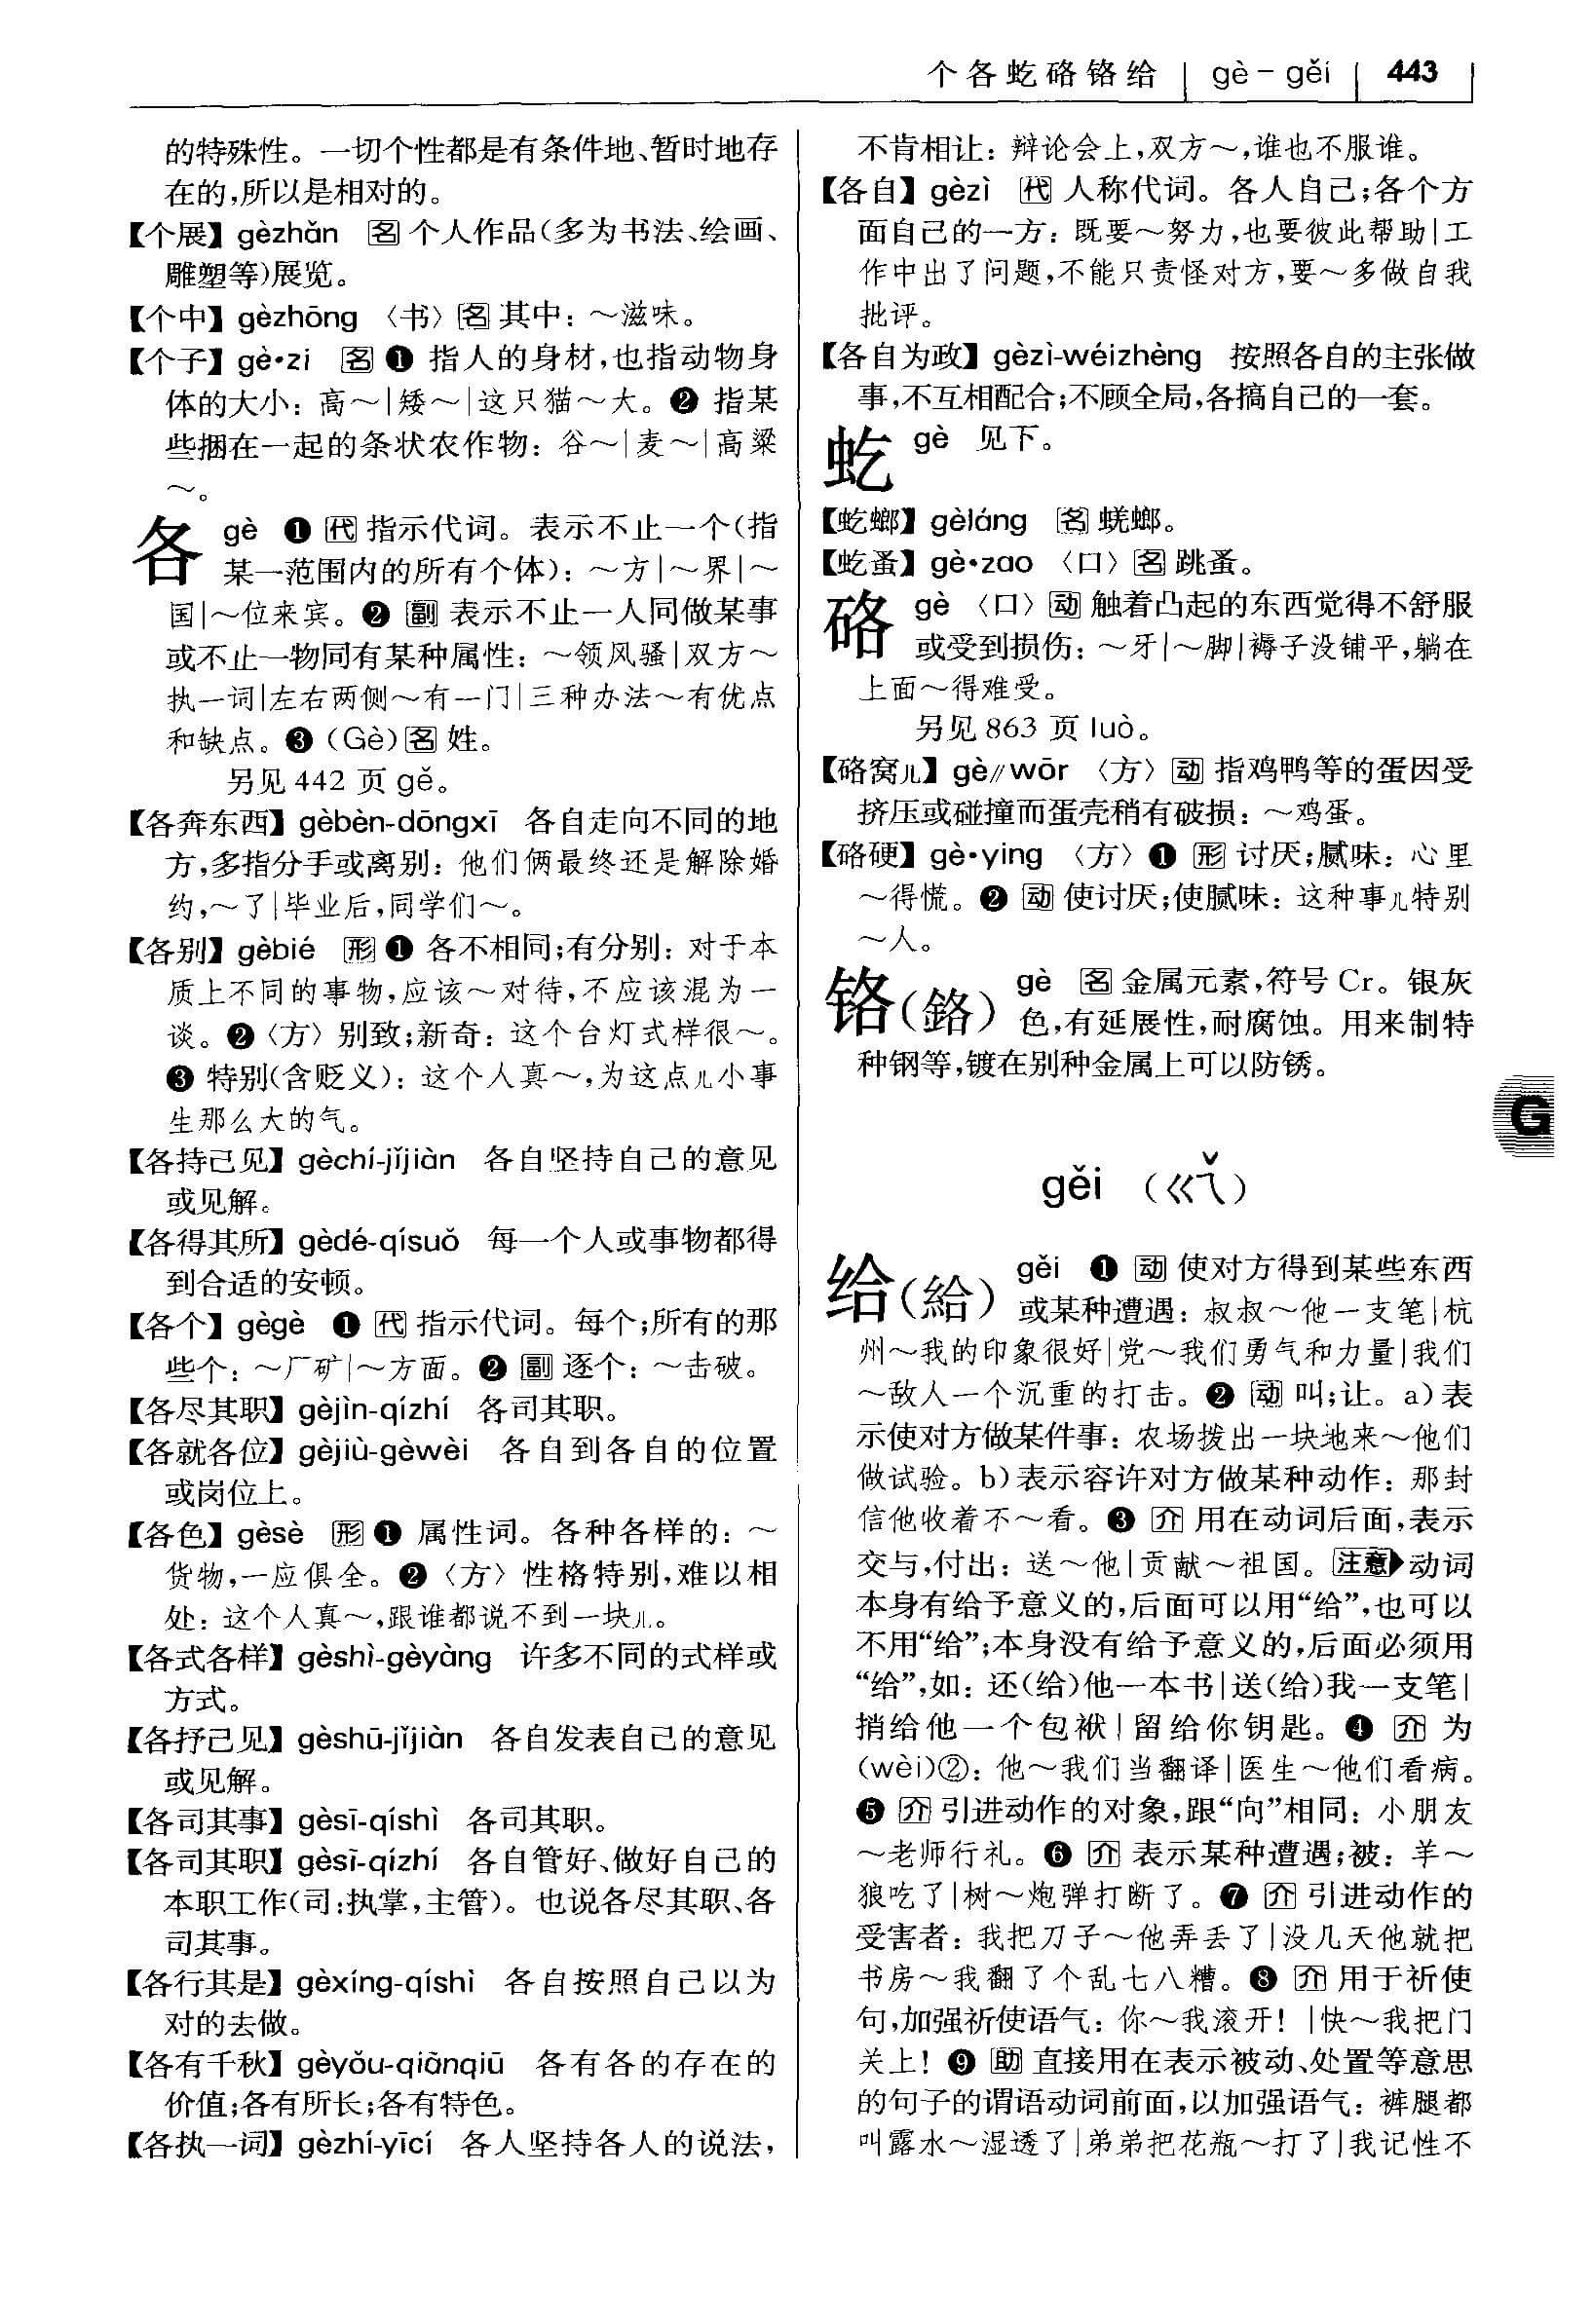 个各虼硌铬给 gè－gěi 443
的特殊性。一切个性都是有条件地、暂时地存
在的,所以是相对的。
【个展】gèzhǎn 名 个人作品(多为书法、绘画、
雕塑等)展览。
【个中】gèzhōng 〈书〉名 其中：～滋味。
【个子】gè•zi 名 ❶ 指人的身材,也指动物身
体的大小：高～|矮～|这只猫～大。❷ 指某
些捆在一起的条状农作物：谷～|麦～|高粱
～。
各 gè ❶ 代 指示代词。表示不止一个(指
某一范围内的所有个体)：～方|～界|～
国|～位来宾。❷ 副 表示不止一人同做某事
或不止一物同有某种属性：～领风骚|双方～
执一词|左右两侧～有一门|三种办法～有优点
和缺点。❸ (Gè)名 姓。
另见 442 页 gě。
【各奔东西】gèbèn-dōngxī 各自走向不同的地
方,多指分手或离别：他们俩最终还是解除婚
约,～了|毕业后,同学们～。
【各别】gèbié 形 ❶ 各不相同;有分别：对于本
质上不同的事物,应该～对待,不应该混为一
谈。❷〈方〉别致;新奇：这个台灯式样很～。
❸ 特别(含贬义)：这个人真～,为这点儿小事
生那么大的气。
【各持己见】gèchí-jǐjiàn 各自坚持自己的意见
或见解。
【各得其所】gèdé-qísuǒ 每一个人或事物都得
到合适的安顿。
【各个】gègè ❶ 代 指示代词。每个;所有的那
些个：～厂矿|～方面。❷ 副 逐个：～击破。
【各尽其职】gèjìn-qízhí 各司其职。
【各就各位】gèjiù-gèwèi 各自到各自的位置
或岗位上。
【各色】gèsè 形 ❶ 属性词。各种各样的：～
货物,一应俱全。❷〈方〉性格特别,难以相
处：这个人真～,跟谁都说不到一块儿。
【各式各样】gèshì-gèyàng 许多不同的式样或
方式。
【各抒己见】gèshū-jǐjiàn 各自发表自己的意见
或见解。
【各司其事】gèsī-qíshì 各司其职。
【各司其职】gèsī-qízhí 各自管好、做好自己的
本职工作(司:执掌,主管)。也说各尽其职、各
司其事。
【各行其是】gèxíng-qíshì 各自按照自己以为
对的去做。
【各有千秋】gèyǒu-qiānqiū 各有各的存在的
价值;各有所长;各有特色。
【各执一词】gèzhí-yīcí 各人坚持各人的说法,
不肯相让：辩论会上,双方～,谁也不服谁。
【各自】gèzì 代 人称代词。各人自己;各个方
面自己的一方：既要～努力,也要彼此帮助|工
作中出了问题,不能只责怪对方,要～多做自我
批评。
【各自为政】gèzì-wéizhèng 按照各自的主张做
事,不互相配合;不顾全局,各搞自己的一套。
虼 gè 见下。
【虼螂】gèláng 名 蜣螂。
【虼蚤】gè•zao 〈口〉名 跳蚤。
硌 gè 〈口〉动 触着凸起的东西觉得不舒服
或受到损伤：～牙|～脚|褥子没铺平,躺在
上面～得难受。
另见 863 页 luò。
【硌窝儿】gè//wōr 〈方〉动 指鸡鸭等的蛋因受
挤压或碰撞而蛋壳稍有破损：～鸡蛋。
【硌硬】gè•ying 〈方〉❶ 形 讨厌;腻味：心里
～得慌。❷ 动 使讨厌;使腻味：这种事儿特别
～人。
铬(鉻) gè 名 金属元素,符号 Cr。银灰
色,有延展性,耐腐蚀。用来制特
种钢等,镀在别种金属上可以防锈。
G
gěi (ㄍㄟˇ)
给(給) gěi ❶ 动 使对方得到某些东西
或某种遭遇：叔叔～他一支笔|杭
州～我的印象很好|党～我们勇气和力量|我们
～敌人一个沉重的打击。❷ 动 叫;让。a)表
示使对方做某件事：农场拨出一块地来～他们
做试验。b)表示容许对方做某种动作：那封
信他收着不～看。❸ 介 用在动词后面,表示
交与,付出：送～他|贡献～祖国。注意 动词
本身有给予意义的,后面可以用“给”,也可以
不用“给”;本身没有给予意义的,后面必须用
“给”,如：还(给)他一本书|送(给)我一支笔|
捎给他一个包袱|留给你钥匙。❹ 介 为
(wèi)②：他～我们当翻译|医生～他们看病。
❺ 介 引进动作的对象,跟“向”相同：小朋友
～老师行礼。❻ 介 表示某种遭遇;被：羊～
狼吃了|树～炮弹打断了。❼ 介 引进动作的
受害者：我把刀子～他弄丢了|没几天他就把
书房～我翻了个乱七八糟。❽ 介 用于祈使
句,加强祈使语气：你～我滚开！|快～我把门
关上！❾ 助 直接用在表示被动、处置等意思
的句子的谓语动词前面,以加强语气：裤腿都
叫露水～湿透了|弟弟把花瓶～打了|我记性不